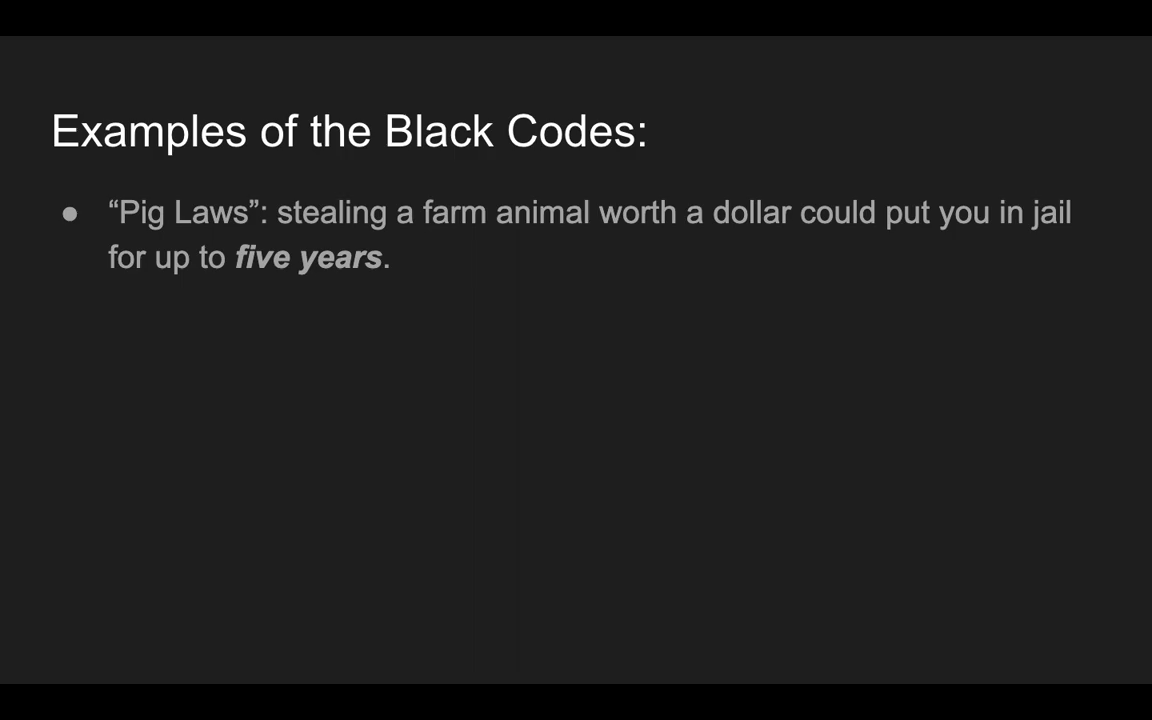 Examples of the Black Codes:
● “Pig Laws”: stealing a farm animal worth a dollar could put you in jail
for up to five years.